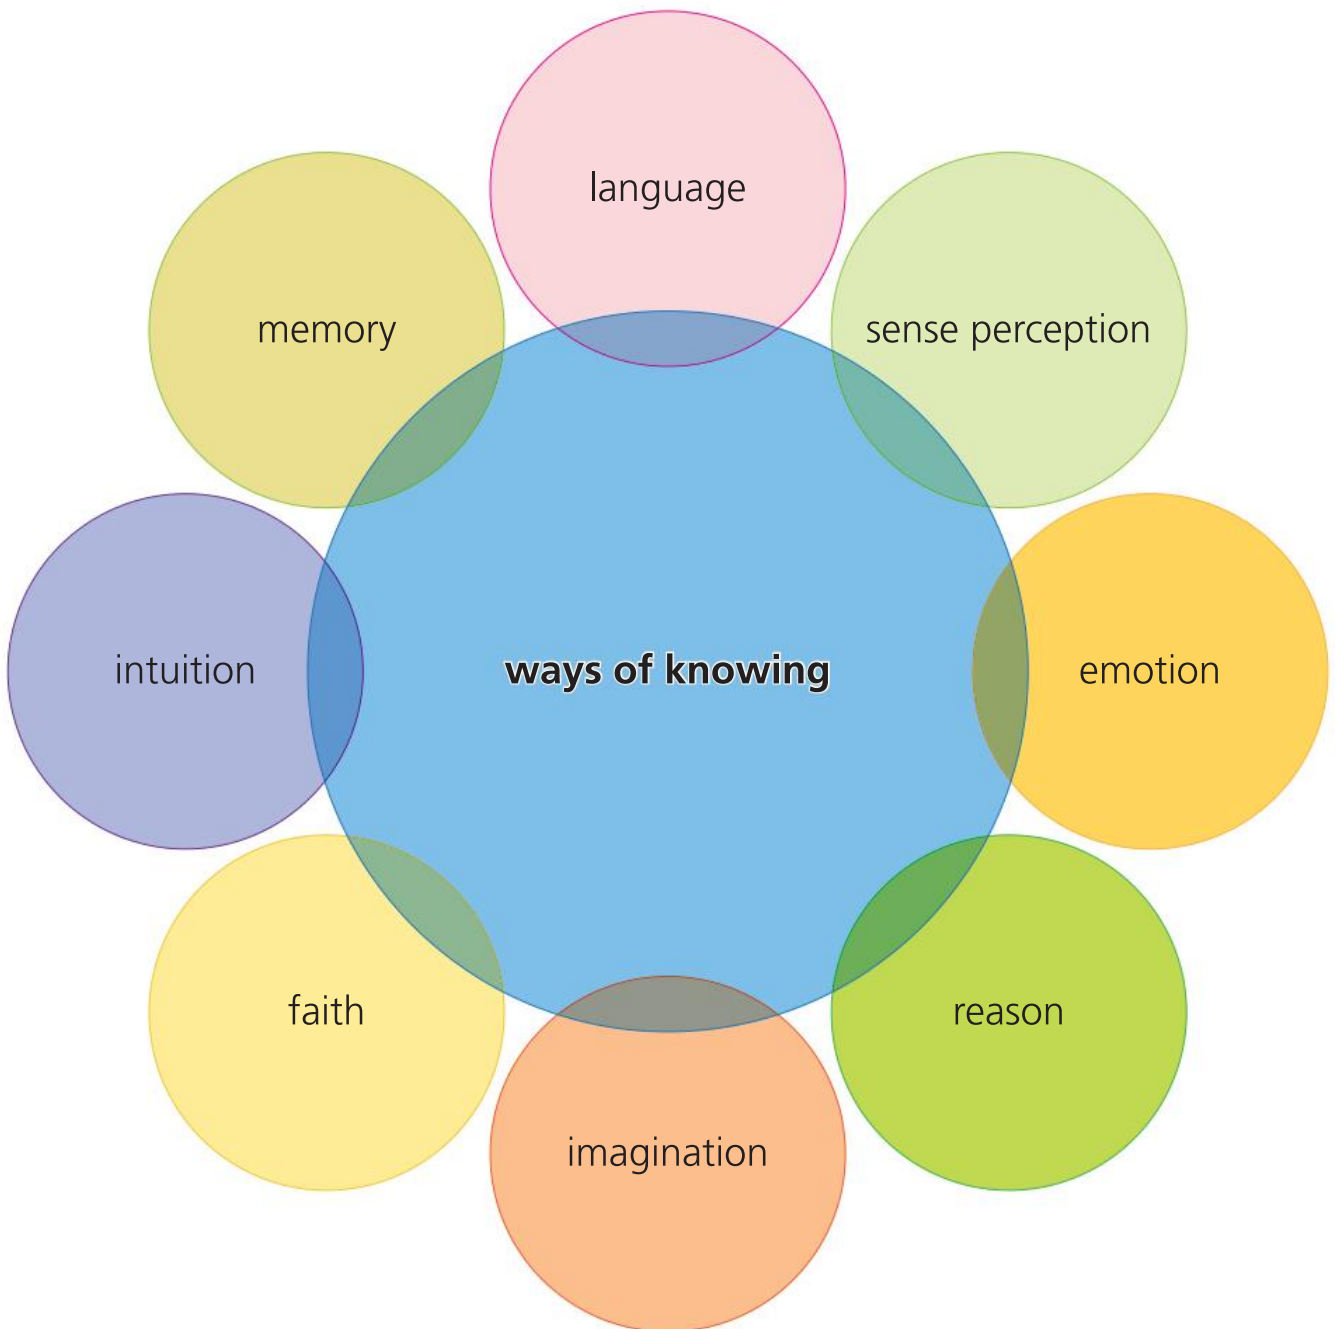 language
memory
sense perception
intuition
ways of knowing
emotion
faith
reason
imagination